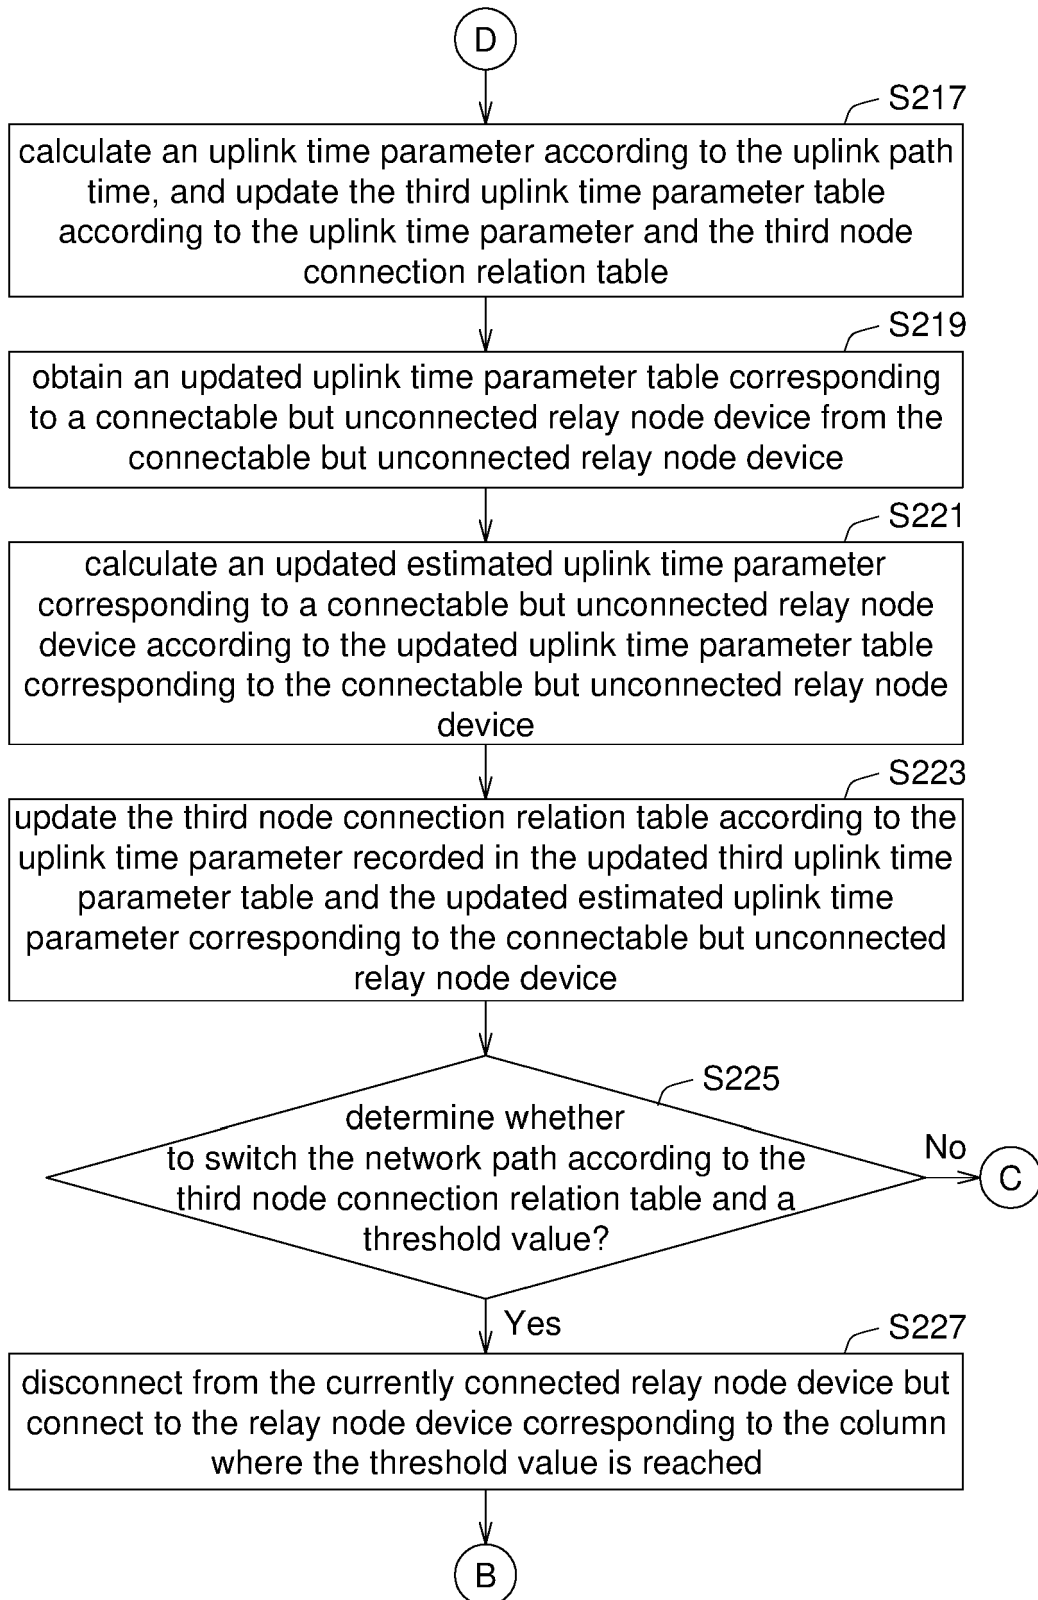 D
S217
calculate an uplink time parameter according to the uplink path
time, and update the third uplink time parameter table
according to the uplink time parameter and the third node
connection relation table
S219
obtain an updated uplink time parameter table corresponding
to a connectable but unconnected relay node device from the
connectable but unconnected relay node device
S221
calculate an updated estimated uplink time parameter
corresponding to a connectable but unconnected relay node
device according to the updated uplink time parameter table
corresponding to the connectable but unconnected relay node
device
S223
update the third node connection relation table according to the
uplink time parameter recorded in the updated third uplink time
parameter table and the updated estimated uplink time
parameter corresponding to the connectable but unconnected
relay node device
S225
determine whether
to switch the network path according to the
third node connection relation table and a
threshold value?
No
C
Yes
S227
disconnect from the currently connected relay node device but
connect to the relay node device corresponding to the column
where the threshold value is reached
B